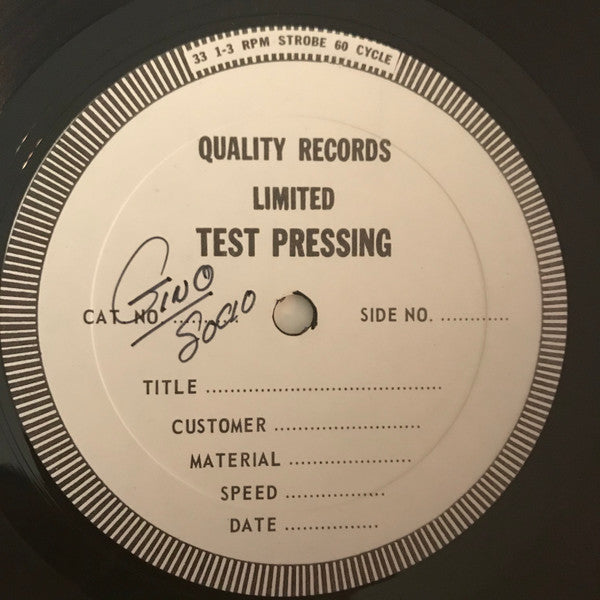 33 1-3 RPM STROBE 60 CYCLE
QUALITY RECORDS
LIMITED
TEST PRESSING
GINO
SOCIO
CAT NO. ........
SIDE NO. ............
TITLE ........................................
CUSTOMER .........................
MATERIAL .....................
SPEED .................
DATE ................